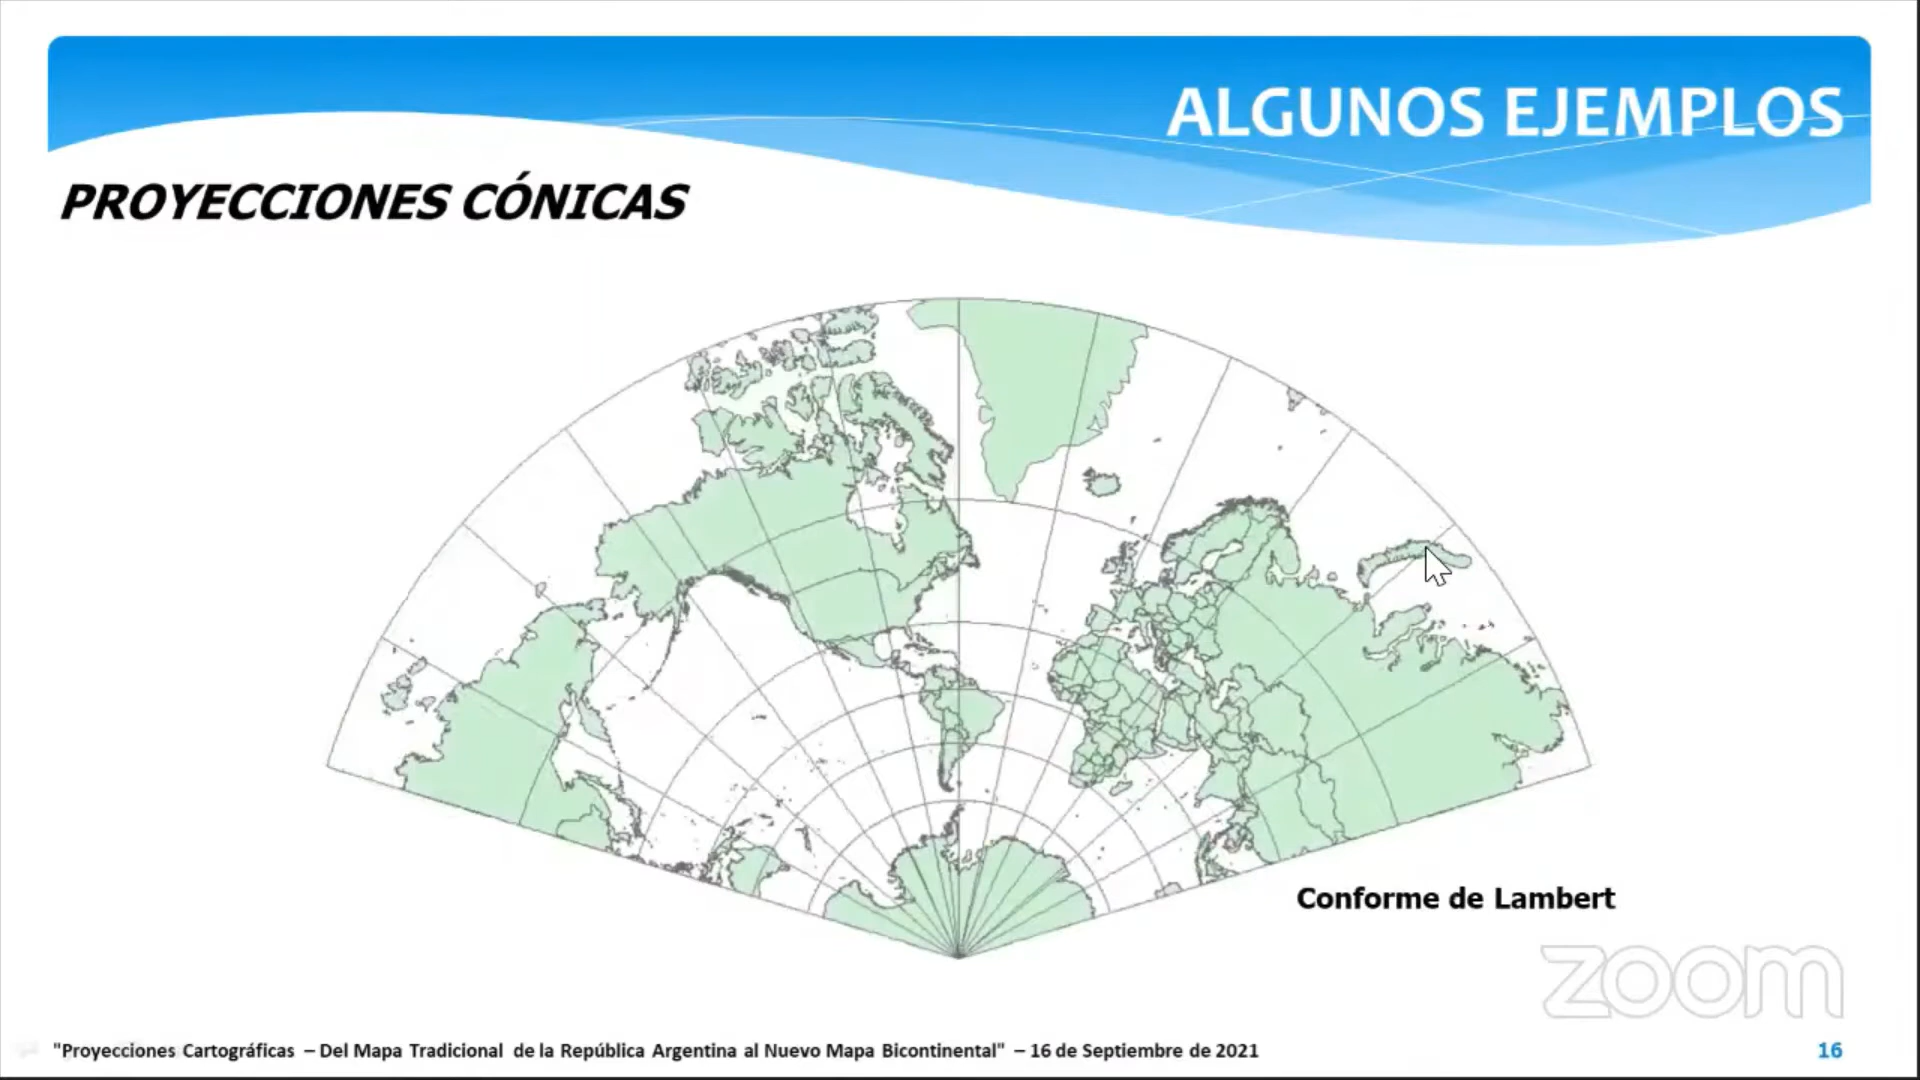 ALGUNOS EJEMPLOS
PROYECCIONES CÓNICAS
Conforme de Lambert
zoom
"Proyecciones Cartográficas – Del Mapa Tradicional de la República Argentina al Nuevo Mapa Bicontinental" – 16 de Septiembre de 2021
16